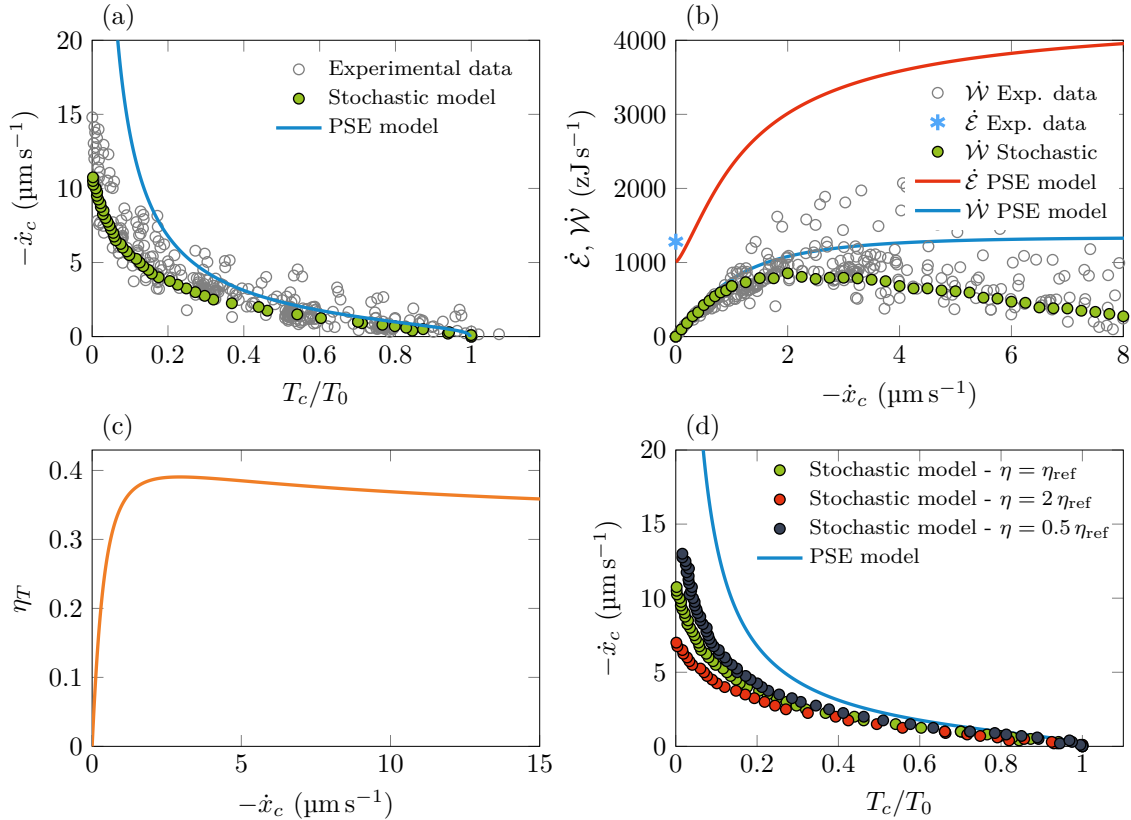 (a)
20
15
10
5
0
−ẋ_c (µm s⁻¹)
Experimental data
Stochastic model
PSE model
0 0.2 0.4 0.6 0.8 1
T_c/T_0
(b)
4000
3000
2000
1000
0
Ė, Ẇ (zJ s⁻¹)
Ẇ Exp. data
Ė Exp. data
Ẇ Stochastic
Ė PSE model
Ẇ PSE model
0 2 4 6 8
−ẋ_c (µm s⁻¹)
(c)
0.4
0.3
0.2
0.1
0
η_T
0 5 10 15
−ẋ_c (µm s⁻¹)
(d)
20
15
10
5
0
−ẋ_c (µm s⁻¹)
Stochastic model - η = η_ref
Stochastic model - η = 2 η_ref
Stochastic model - η = 0.5 η_ref
PSE model
0 0.2 0.4 0.6 0.8 1
T_c/T_0